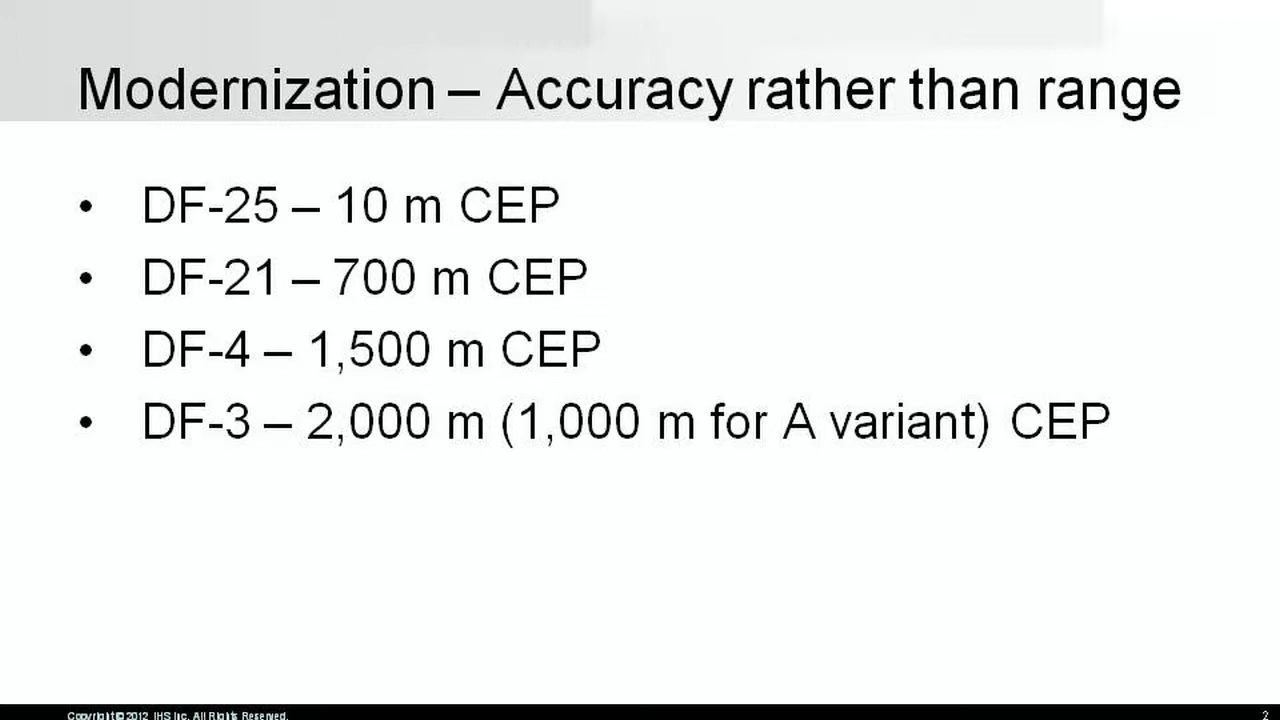 Modernization – Accuracy rather than range
• DF-25 – 10 m CEP
• DF-21 – 700 m CEP
• DF-4 – 1,500 m CEP
• DF-3 – 2,000 m (1,000 m for A variant) CEP
Copyright © 2012 IHS Inc. All Rights Reserved.
2